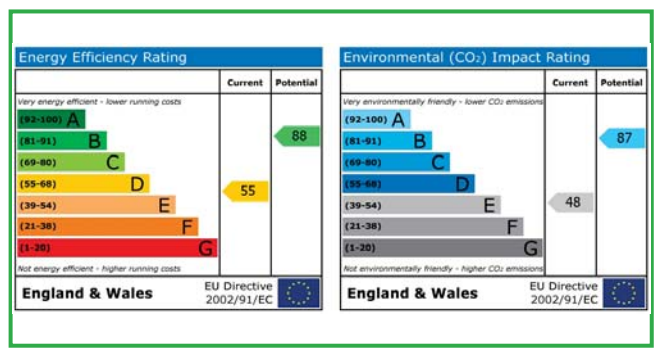 Energy Efficiency Rating
Current Potential
Very energy efficient - lower running costs
(92-100) A
(81-91) B
88
(69-80) C
(55-68) D
55
(39-54) E
(21-38) F
(1-20) G
Not energy efficient - higher running costs
England & Wales
EU Directive
2002/91/EC
Environmental (CO₂) Impact Rating
Current Potential
Very environmentally friendly - lower CO₂ emissions
(92-100) A
(81-91) B
87
(69-80) C
(55-68) D
(39-54) E
48
(21-38) F
(1-20) G
Not environmentally friendly - higher CO₂ emissions
England & Wales
EU Directive
2002/91/EC